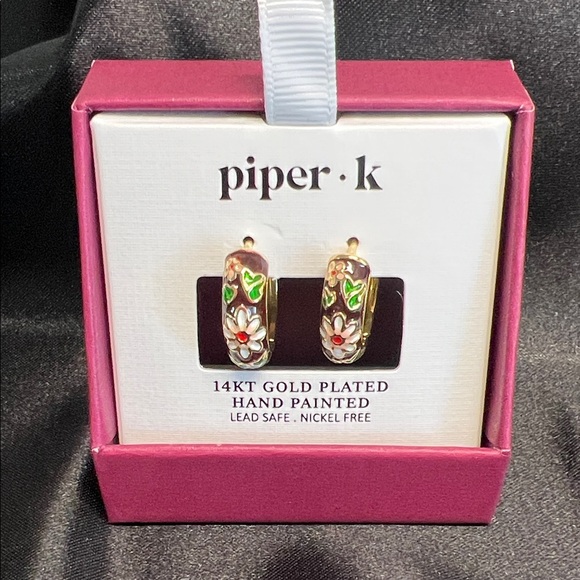 piper · k
14KT GOLD PLATED
HAND PAINTED
LEAD SAFE . NICKEL FREE